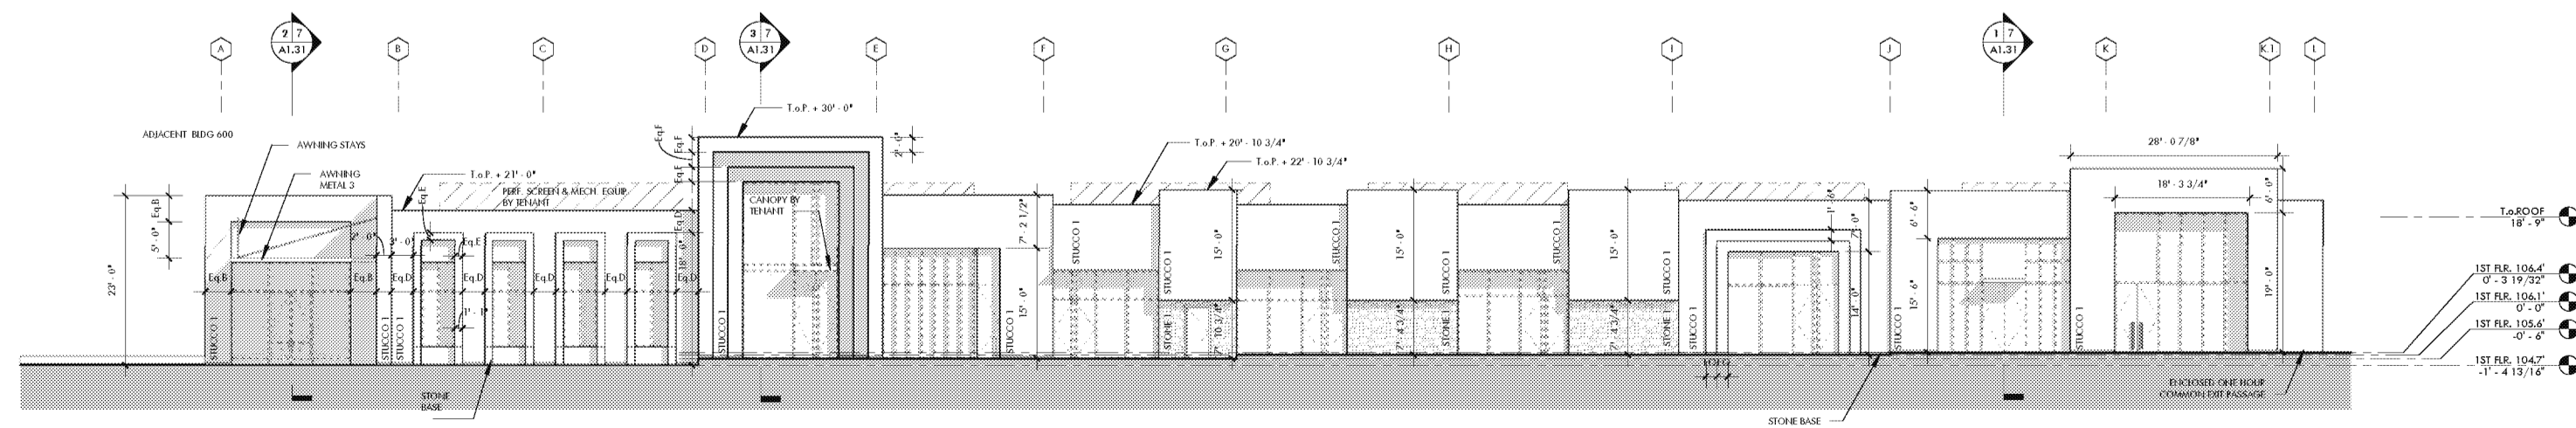 2 7
3 7
1 7
A B C D E F G H I J K K.1 L
A1.31
A1.31
A1.31
T.o.P. + 30' - 0"
ADJACENT BLDG 600
AWNING STAYS
Eq.F
Eq.F
2' - 0"
T.o.P. + 20' - 10 3/4"
28' - 0 7/8"
T.o.P. + 22' - 10 3/4"
AWNING
METAL 3
T.o.P. + 21' - 0"
Eq.F
18' - 3 3/4"
PERF. SCREEN & MECH. EQUIP.
BY TENANT
Eq.E
CANOPY BY
TENANT
Eq.B
5' - 0"
23' - 0"
2' - 0"
3' - 0"
Eq.E
Eq.D
18' - 0"
7' - 2 1/2"
15' - 0"
STUCCO 1
15' - 0"
STUCCO 1
STUCCO 1
15' - 0"
STUCCO 1
STUCCO 1
15' - 0"
STUCCO 1
1' - 6"
14' - 0"
6' - 6"
15' - 6"
6' - 0"
19' - 0"
T.o.ROOF
18' - 9"
Eq.B
Eq.B
Eq.D
Eq.D
Eq.D
Eq.D
Eq.D
1' - 1"
1ST FLR. 106.4'
0' - 3 19/32"
1ST FLR. 106.1'
0' - 0"
1ST FLR. 105.6'
-0' - 6"
1ST FLR. 104.7'
-1' - 4 13/16"
STUCCO 1
STUCCO 1
STUCCO 1
STUCCO 1
STUCCO 1
STONE 1
7' - 10 3/4"
7' - 4 3/4"
7' - 4 3/4"
STONE 1
STUCCO 1
STUCCO 1
STONE
BASE
STONE BASE
ENCLOSED ONE HOUR
COMMON EXIT PASSAGE